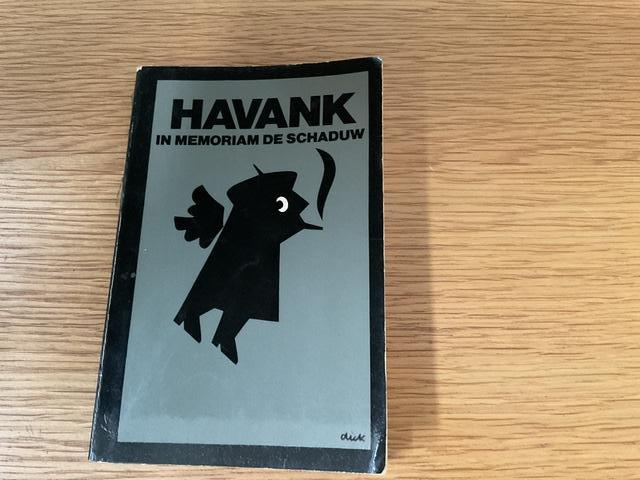 HAVANK
IN MEMORIAM DE SCHADUW
dick